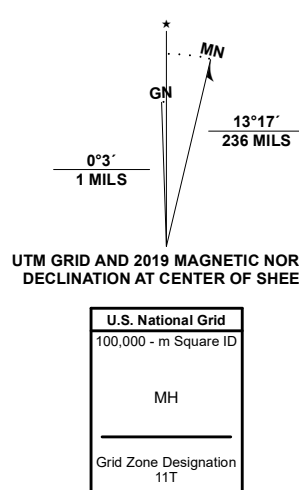 ★
MN
GN
13°17´
236 MILS
0°3´
1 MILS
UTM GRID AND 2019 MAGNETIC NOR
DECLINATION AT CENTER OF SHEE
U.S. National Grid
100,000 - m Square ID
MH
Grid Zone Designation
11T